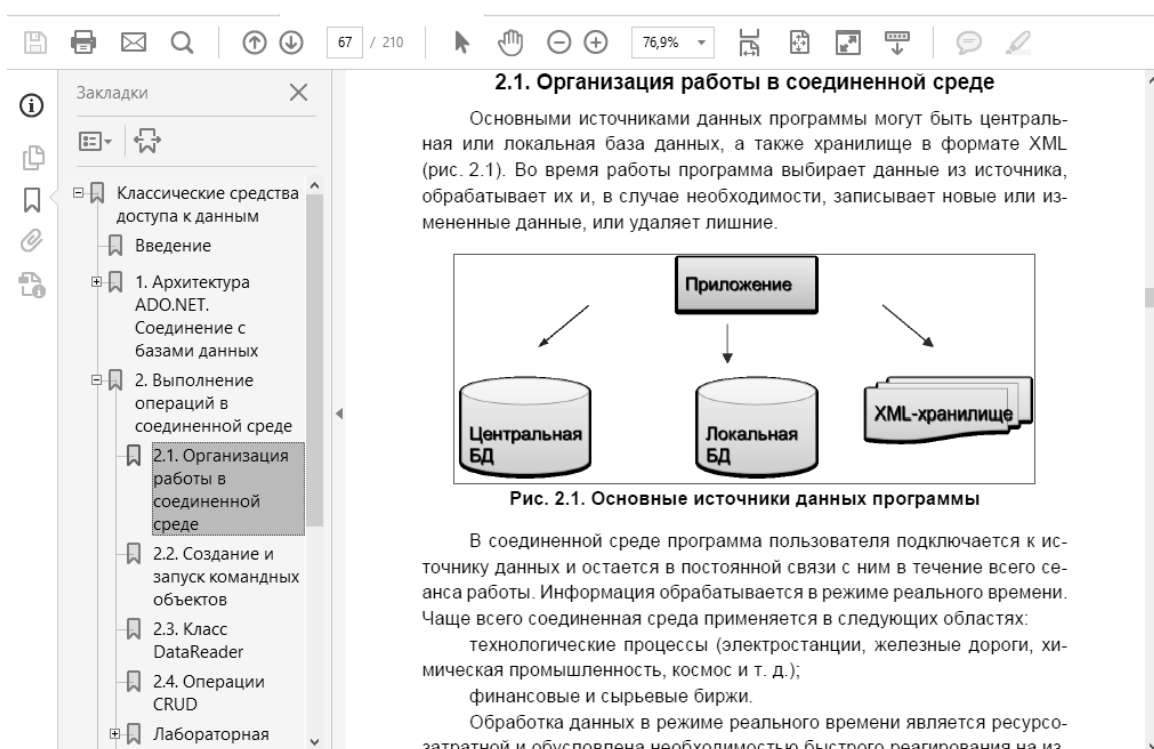 67 / 210
76,9%
Закладки
Классические средства
доступа к данным
Введение
1. Архитектура
ADO.NET.
Соединение с
базами данных
2. Выполнение
операций в
соединенной среде
2.1. Организация
работы в
соединенной
среде
2.2. Создание и
запуск командных
объектов
2.3. Класс
DataReader
2.4. Операции
CRUD
Лабораторная
2.1. Организация работы в соединенной среде
Основными источниками данных программы могут быть централь-
ная или локальная база данных, а также хранилище в формате XML
(рис. 2.1). Во время работы программа выбирает данные из источника,
обрабатывает их и, в случае необходимости, записывает новые или из-
мененные данные, или удаляет лишние.
Приложение
Центральная
БД
Локальная
БД
XML-хранилище
Рис. 2.1. Основные источники данных программы
В соединенной среде программа пользователя подключается к ис-
точнику данных и остается в постоянной связи с ним в течение всего се-
анса работы. Информация обрабатывается в режиме реального времени.
Чаще всего соединенная среда применяется в следующих областях:
технологические процессы (электростанции, железные дороги, хи-
мическая промышленность, космос и т. д.);
финансовые и сырьевые биржи.
Обработка данных в режиме реального времени является ресурсо-
затратной и обусловлена необходимостью быстрого реагирования на из-